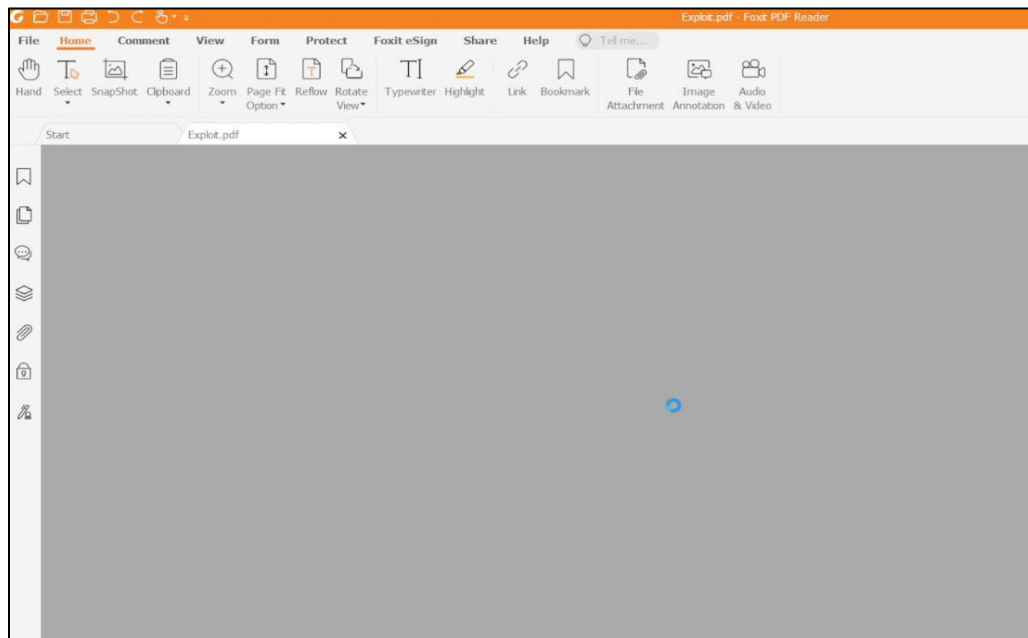 Exploit.pdf - Foxit PDF Reader
File Home Comment View Form Protect Foxit eSign Share Help Tell me...
Hand Select SnapShot Clipboard Zoom Page Fit Option Reflow Rotate View Typewriter Highlight Link Bookmark File Attachment Image Annotation Audio & Video
Start Exploit.pdf